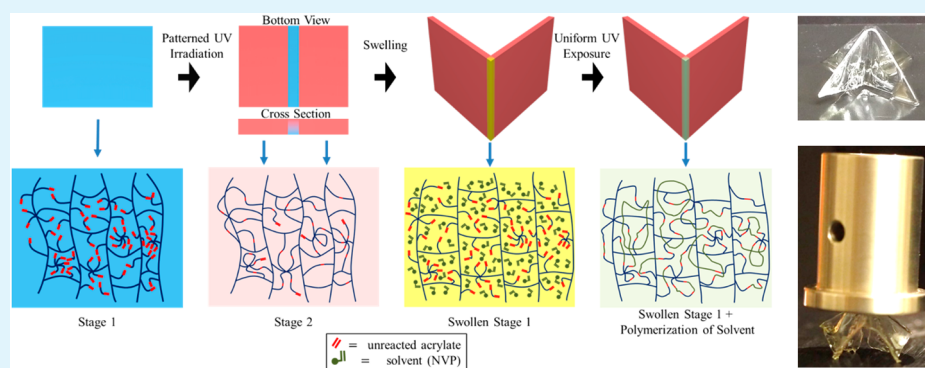 Patterned UV
Irradiation
Bottom View
Cross Section
Swelling
Uniform UV
Exposure
Stage 1
Stage 2
Swollen Stage 1
Swollen Stage 1 +
Polymerization of Solvent
= unreacted acrylate
= solvent (NVP)